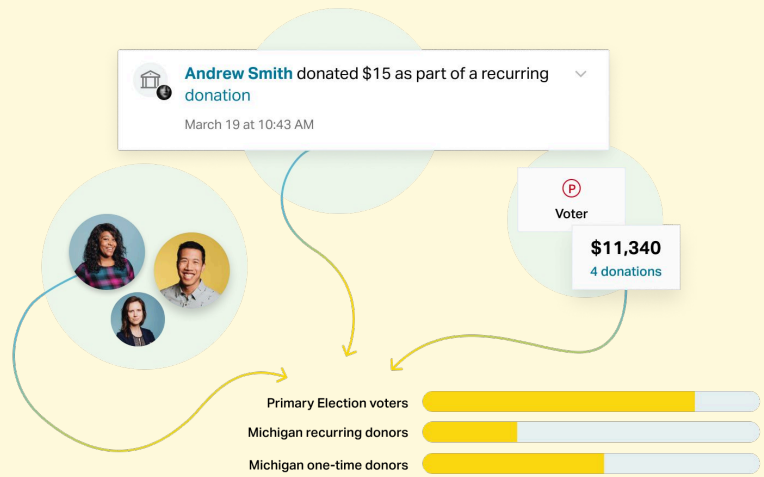 Andrew Smith donated $15 as part of a recurring
donation
March 19 at 10:43 AM
P
Voter
$11,340
4 donations
Primary Election voters
Michigan recurring donors
Michigan one-time donors